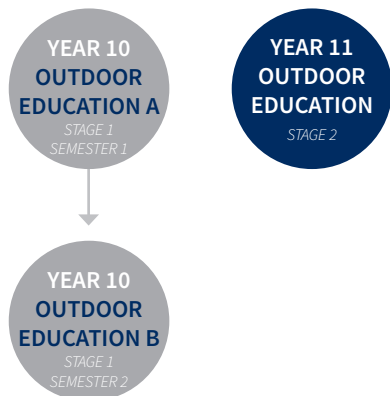 YEAR 10
OUTDOOR
EDUCATION A
STAGE 1
SEMESTER 1
YEAR 11
OUTDOOR
EDUCATION
STAGE 2
YEAR 10
OUTDOOR
EDUCATION B
STAGE 1
SEMESTER 2